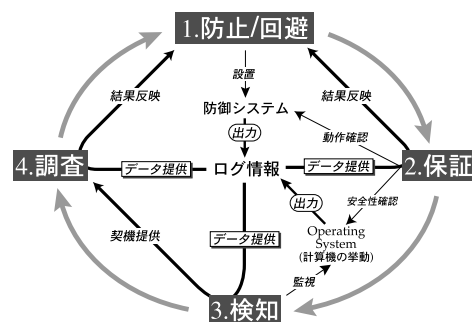 1.防止/回避
設置
結果反映
結果反映
防御システム
出力
動作確認
4.調査
データ提供
ログ情報
データ提供
2.保証
出力
安全性確認
契機提供
データ提供
Operating
System
(計算機の挙動)
監視
3.検知